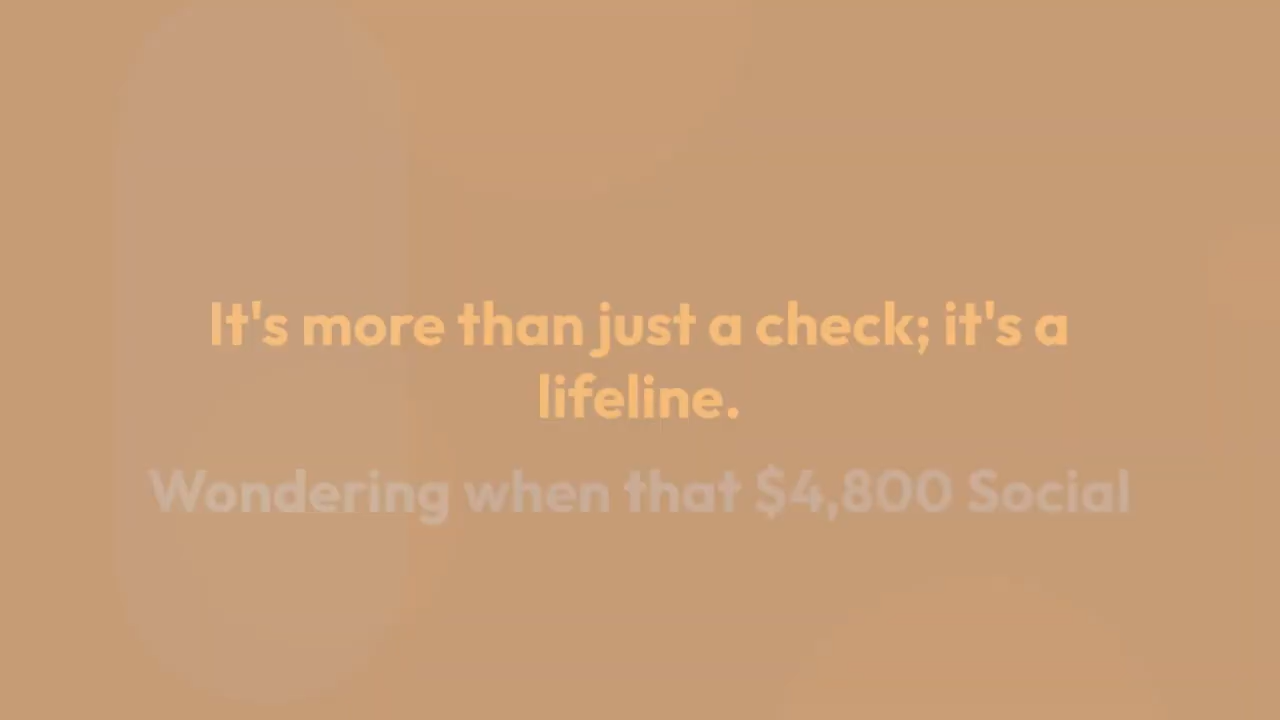 It's more than just a check; it's a
lifeline.
Wondering when that $4,800 Social